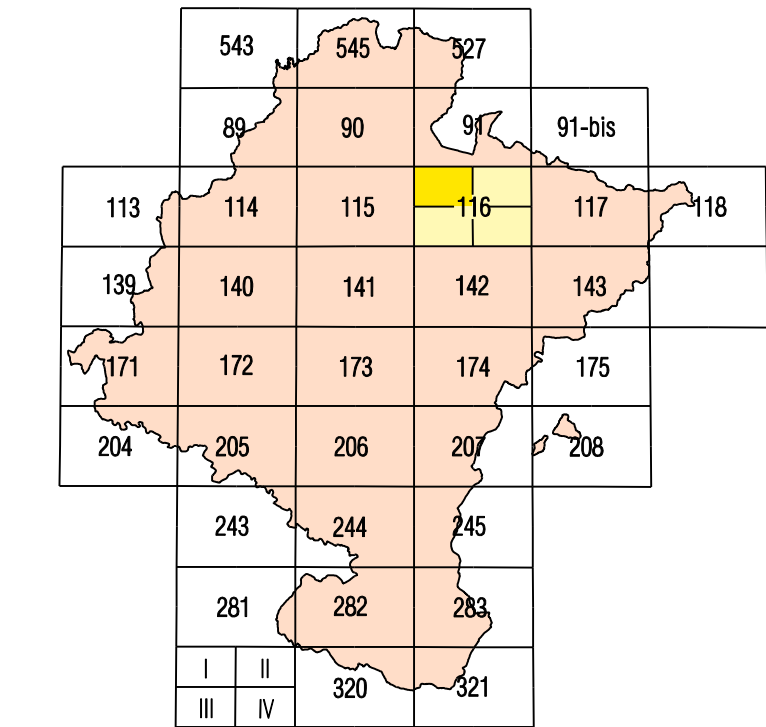 543 545 527
89 90 91 91-bis
113 114 115 116 117 118
139 140 141 142 143
171 172 173 174 175
204 205 206 207 208
243 244 245
281 282 283
I II
320 321
III IV